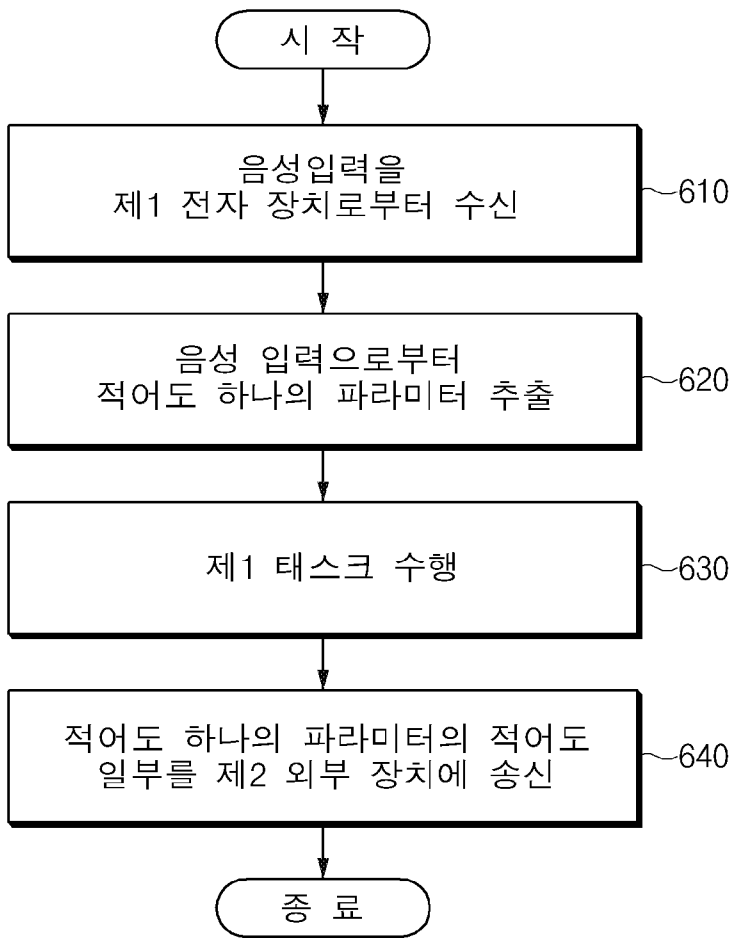 시 작
음성입력을
제1 전자 장치로부터 수신
610
음성 입력으로부터
적어도 하나의 파라미터 추출
620
제1 태스크 수행
630
적어도 하나의 파라미터의 적어도
일부를 제2 외부 장치에 송신
640
종 료